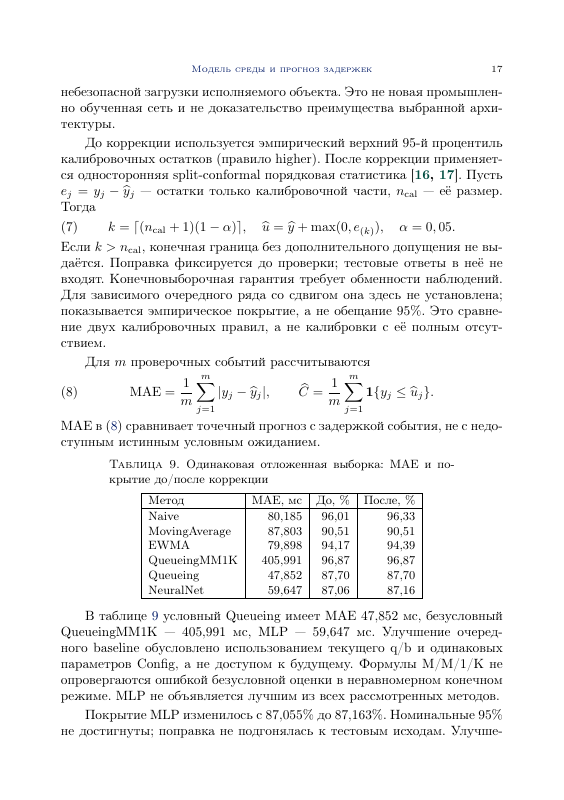 Модель среды и прогноз задержек 17
небезопасной загрузки исполняемого объекта. Это не новая промышлен-
но обученная сеть и не доказательство преимущества выбранной архи-
тектуры.
До коррекции используется эмпирический верхний 95-й процентиль
калибровочных остатков (правило higher). После коррекции применяет-
ся односторонняя split-conformal порядковая статистика [16, 17]. Пусть
e_j = y_j − ŷ_j — остатки только калибровочной части, n_cal — её размер.
Тогда
(7) k = ⌈(n_cal + 1)(1 − α)⌉, û = ŷ + max(0, e_(k)), α = 0, 05.
Если k > n_cal, конечная граница без дополнительного допущения не вы-
даётся. Поправка фиксируется до проверки; тестовые ответы в неё не
входят. Конечновыборочная гарантия требует обменности наблюдений.
Для зависимого очередного ряда со сдвигом она здесь не установлена;
показывается эмпирическое покрытие, а не обещание 95%. Это сравне-
ние двух калибровочных правил, а не калибровки с её полным отсут-
ствием.
Для m проверочных событий рассчитываются
(8) MAE = 1/m ∑_{j=1}^{m} |y_j − ŷ_j|, Ĉ = 1/m ∑_{j=1}^{m} 1{y_j ≤ û_j}.
MAE в (8) сравнивает точечный прогноз с задержкой события, не с недо-
ступным истинным условным ожиданием.
Таблица 9. Одинаковая отложенная выборка: MAE и по-
крытие до/после коррекции
Метод MAE, мс До, % После, %
Naive 80,185 96,01 96,33
MovingAverage 87,803 90,51 90,51
EWMA 79,898 94,17 94,39
QueueingMM1K 405,991 96,87 96,87
Queueing 47,852 87,70 87,70
NeuralNet 59,647 87,06 87,16
В таблице 9 условный Queueing имеет MAE 47,852 мс, безусловный
QueueingMM1K — 405,991 мс, MLP — 59,647 мс. Улучшение очеред-
ного baseline обусловлено использованием текущего q/b и одинаковых
параметров Config, а не доступом к будущему. Формулы M/M/1/K не
опровергаются ошибкой безусловной оценки в неравномерном конечном
режиме. MLP не объявляется лучшим из всех рассмотренных методов.
Покрытие MLP изменилось с 87,055% до 87,163%. Номинальные 95%
не достигнуты; поправка не подгонялась к тестовым исходам. Улучше-